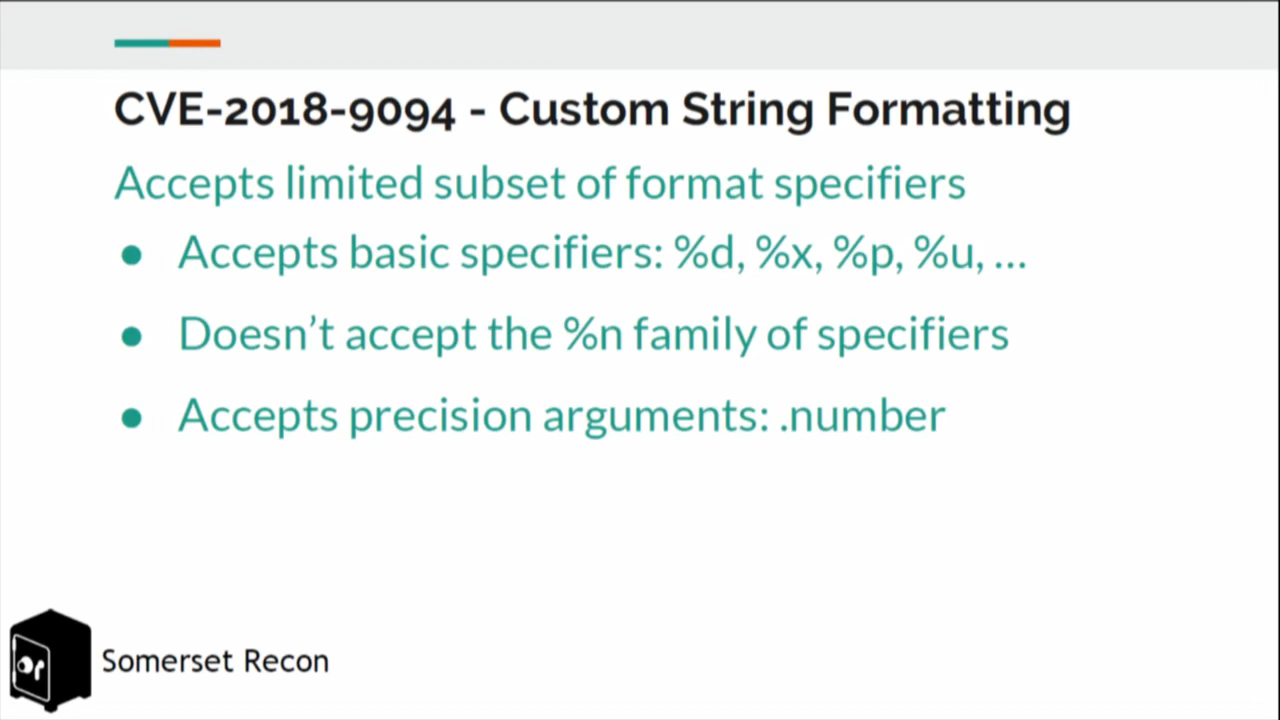 CVE-2018-9094 - Custom String Formatting
Accepts limited subset of format specifiers
● Accepts basic specifiers: %d, %x, %p, %u, ...
● Doesn’t accept the %n family of specifiers
● Accepts precision arguments: .number
Somerset Recon